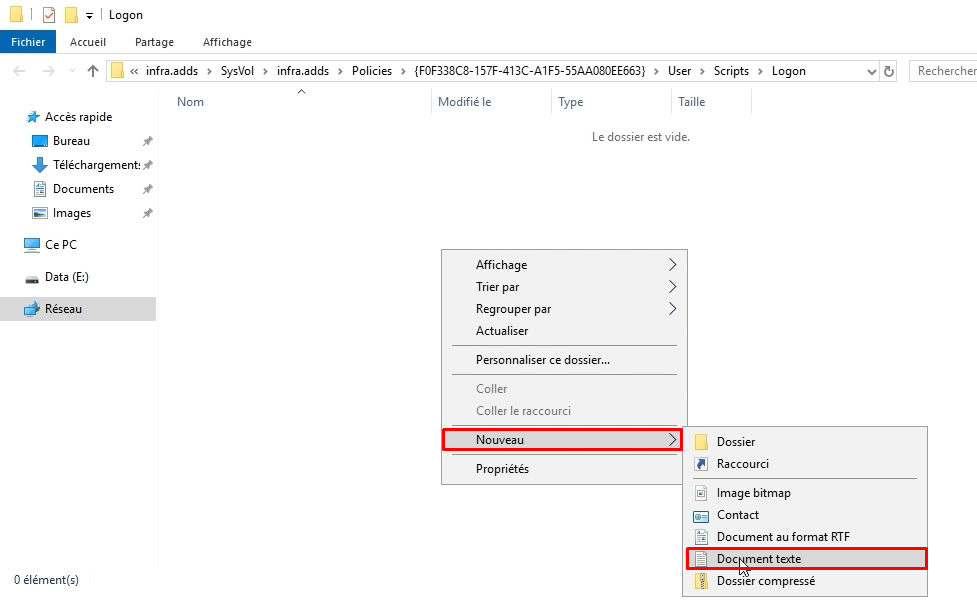 Logon
Fichier Accueil Partage Affichage
« infra.adds › SysVol › infra.adds › Policies › {F0F338C8-157F-413C-A1F5-55AA080EE663} › User › Scripts › Logon
Rechercher
Nom Modifié le Type Taille
Le dossier est vide.
Accès rapide
Bureau
Téléchargements
Documents
Images
Ce PC
Data (E:)
Réseau
Affichage
Trier par
Regrouper par
Actualiser
Personnaliser ce dossier...
Coller
Coller le raccourci
Nouveau
Propriétés
Dossier
Raccourci
Image bitmap
Contact
Document au format RTF
Document texte
Dossier compressé
0 élément(s)